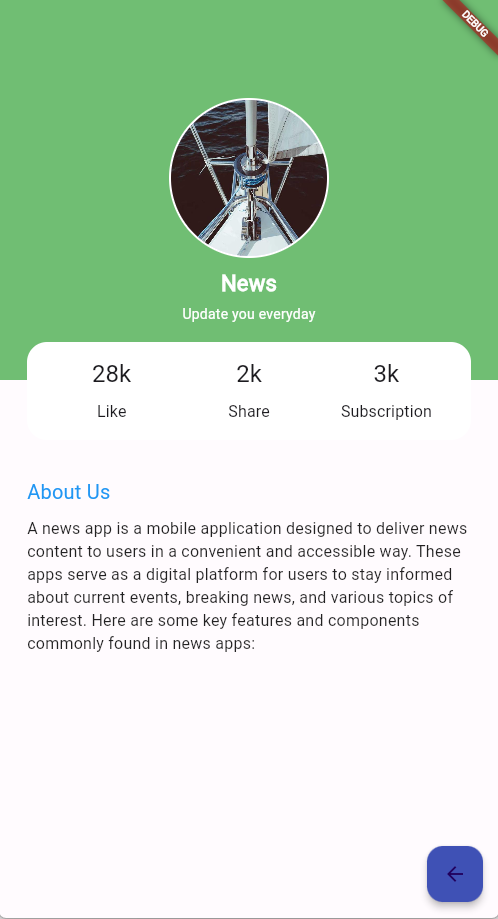 DEBUG
News
Update you everyday
28k 2k 3k
Like Share Subscription
About Us
A news app is a mobile application designed to deliver news
content to users in a convenient and accessible way. These
apps serve as a digital platform for users to stay informed
about current events, breaking news, and various topics of
interest. Here are some key features and components
commonly found in news apps: